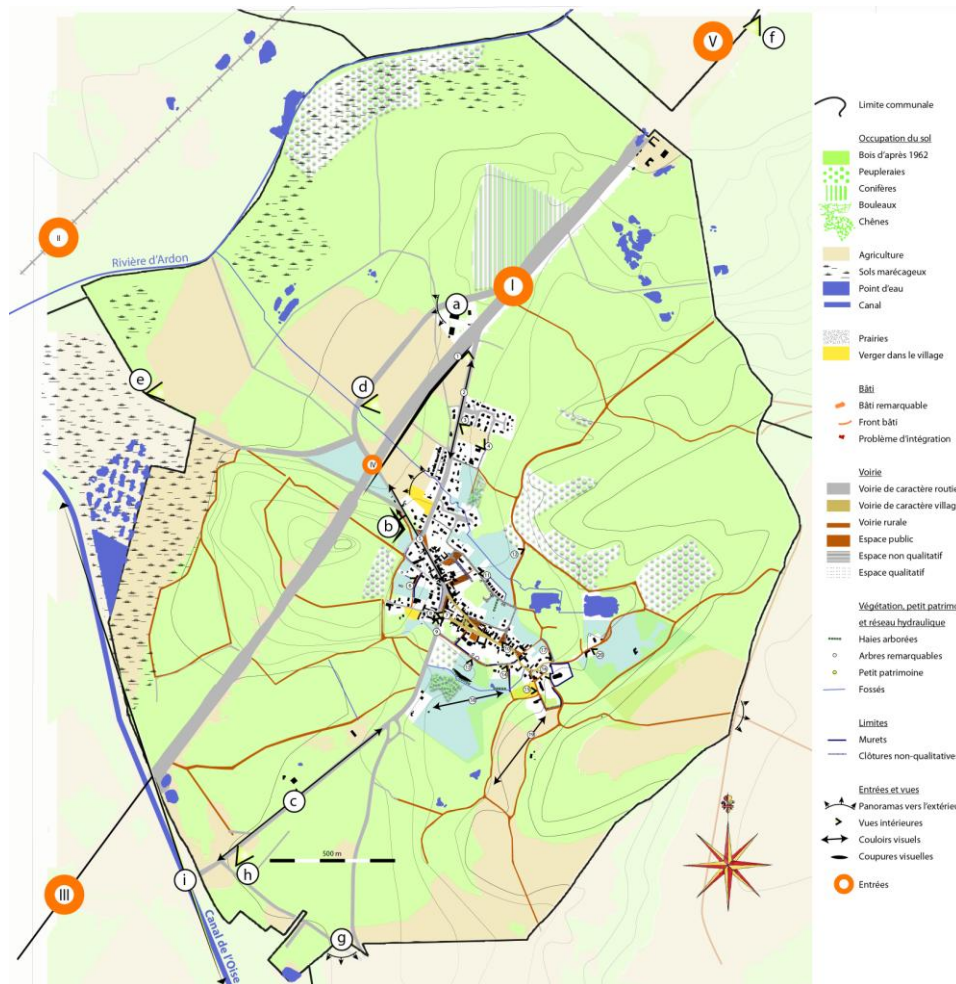 V
f
I
II
Rivière d'Ardon
a
d
e
IV
b
c
500 m
h
i
III
g
Canal de l'Oise
Limite communale
Occupation du sol
Bois d'après 1962
Peupleraies
Conifères
Bouleaux
Chênes
Agriculture
Sols marécageux
Point d'eau
Canal
Prairies
Verger dans le village
Bâti
Bâti remarquable
Front bâti
Problème d'intégration
Voirie
Voirie de caractère routie
Voirie de caractère villag
Voirie rurale
Espace public
Espace non qualitatif
Espace qualitatif
Végétation, petit patrimo
et réseau hydraulique
Haies arborées
Arbres remarquables
Petit patrimoine
Fossés
Limites
Murets
Clôtures non-qualitative
Entrées et vues
Panoramas vers l'extérieu
Vues intérieures
Couloirs visuels
Coupures visuelles
Entrées